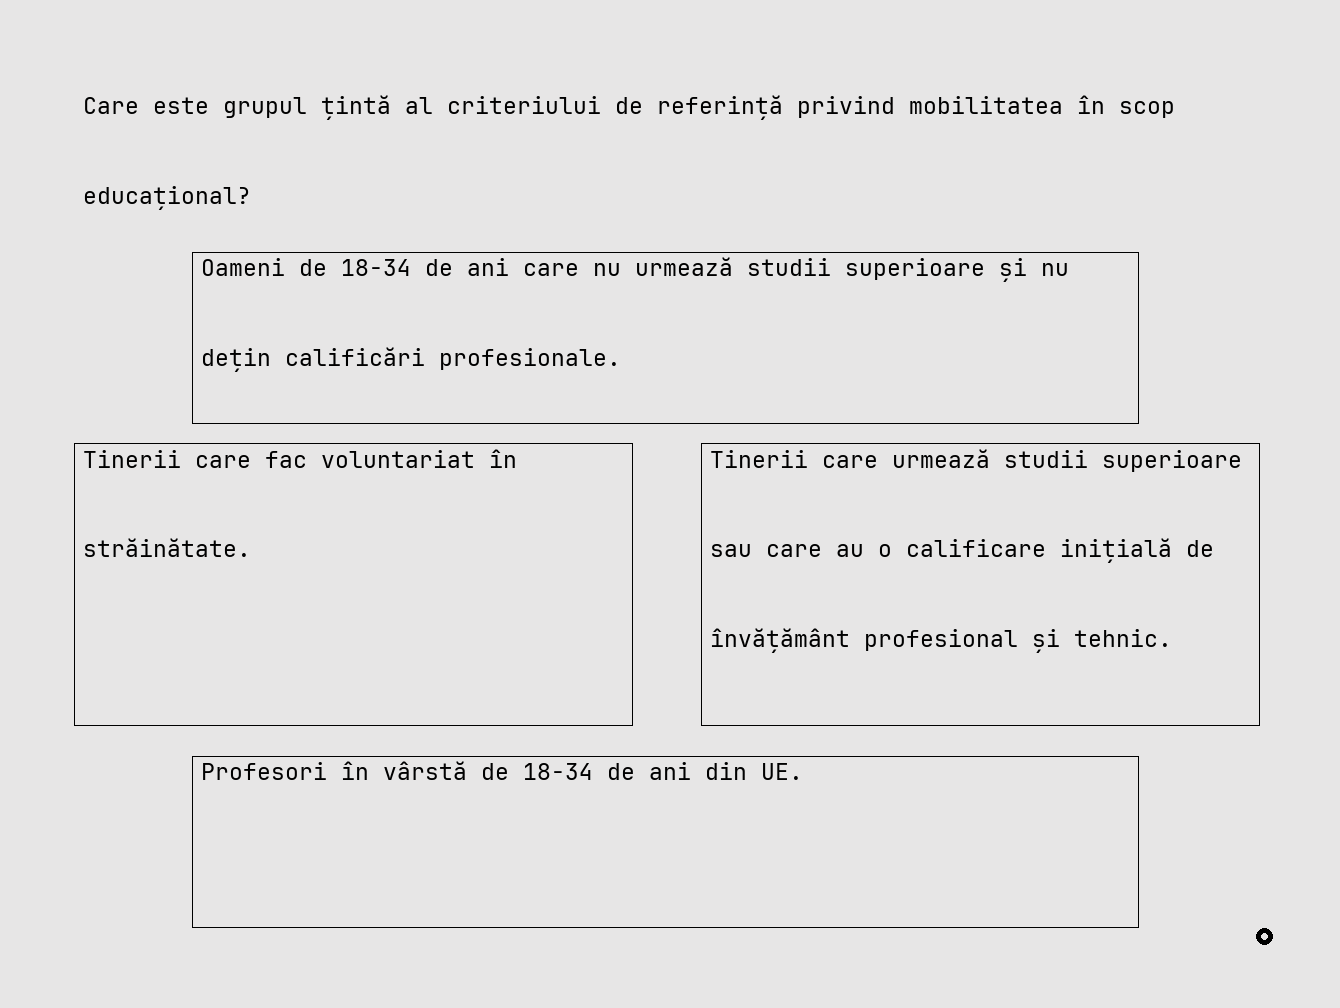 Care este grupul țintă al criteriului de referință privind mobilitatea în scop
educațional?
Oameni de 18-34 de ani care nu urmează studii superioare și nu
dețin calificări profesionale.
Tinerii care fac voluntariat în
străinătate.
Tinerii care urmează studii superioare
sau care au o calificare inițială de
învățământ profesional și tehnic.
Profesori în vârstă de 18-34 de ani din UE.